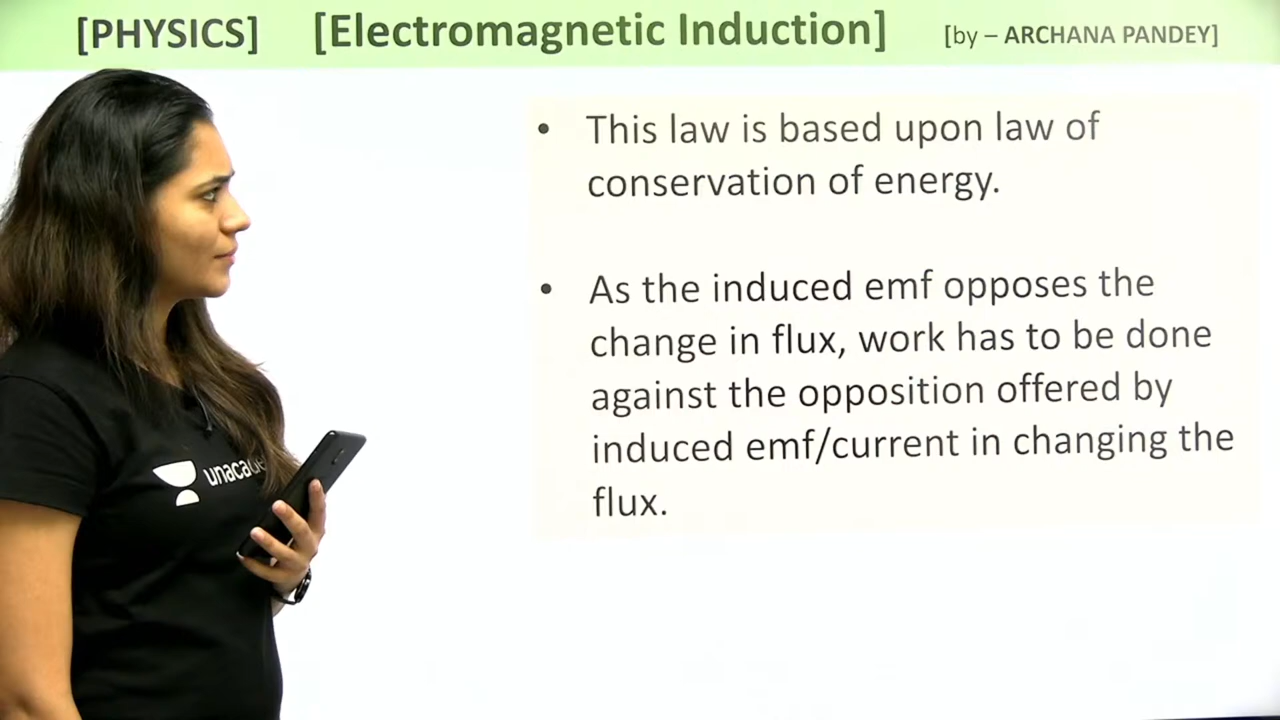 [PHYSICS] [Electromagnetic Induction] [by – ARCHANA PANDEY]
• This law is based upon law of
conservation of energy.
• As the induced emf opposes the
change in flux, work has to be done
against the opposition offered by
induced emf/current in changing the
flux.